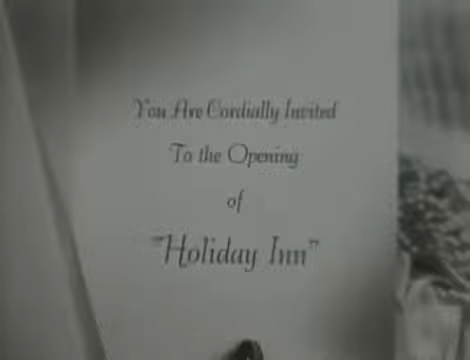 You Are Cordially Invited
To the Opening
of
"Holiday Inn"